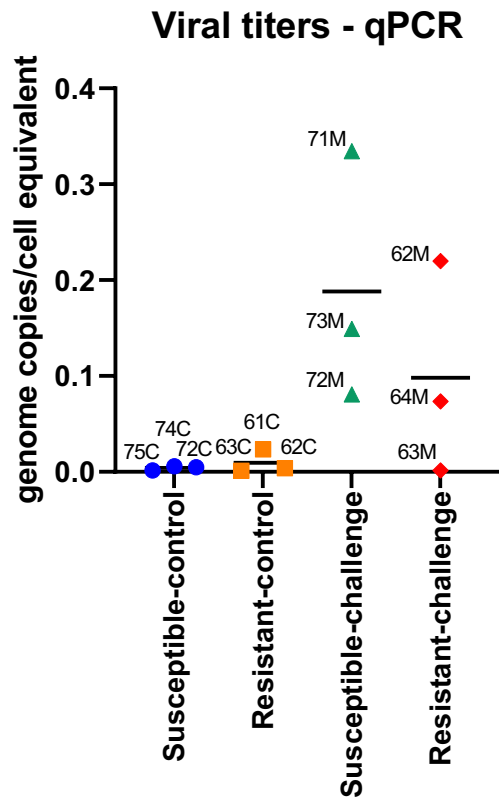 Viral titers - qPCR
genome copies/cell equivalent
0.4
0.3
0.2
0.1
0.0
75C
74C
72C
63C
61C
62C
71M
73M
72M
62M
64M
63M
Susceptible-control
Resistant-control
Susceptible-challenge
Resistant-challenge